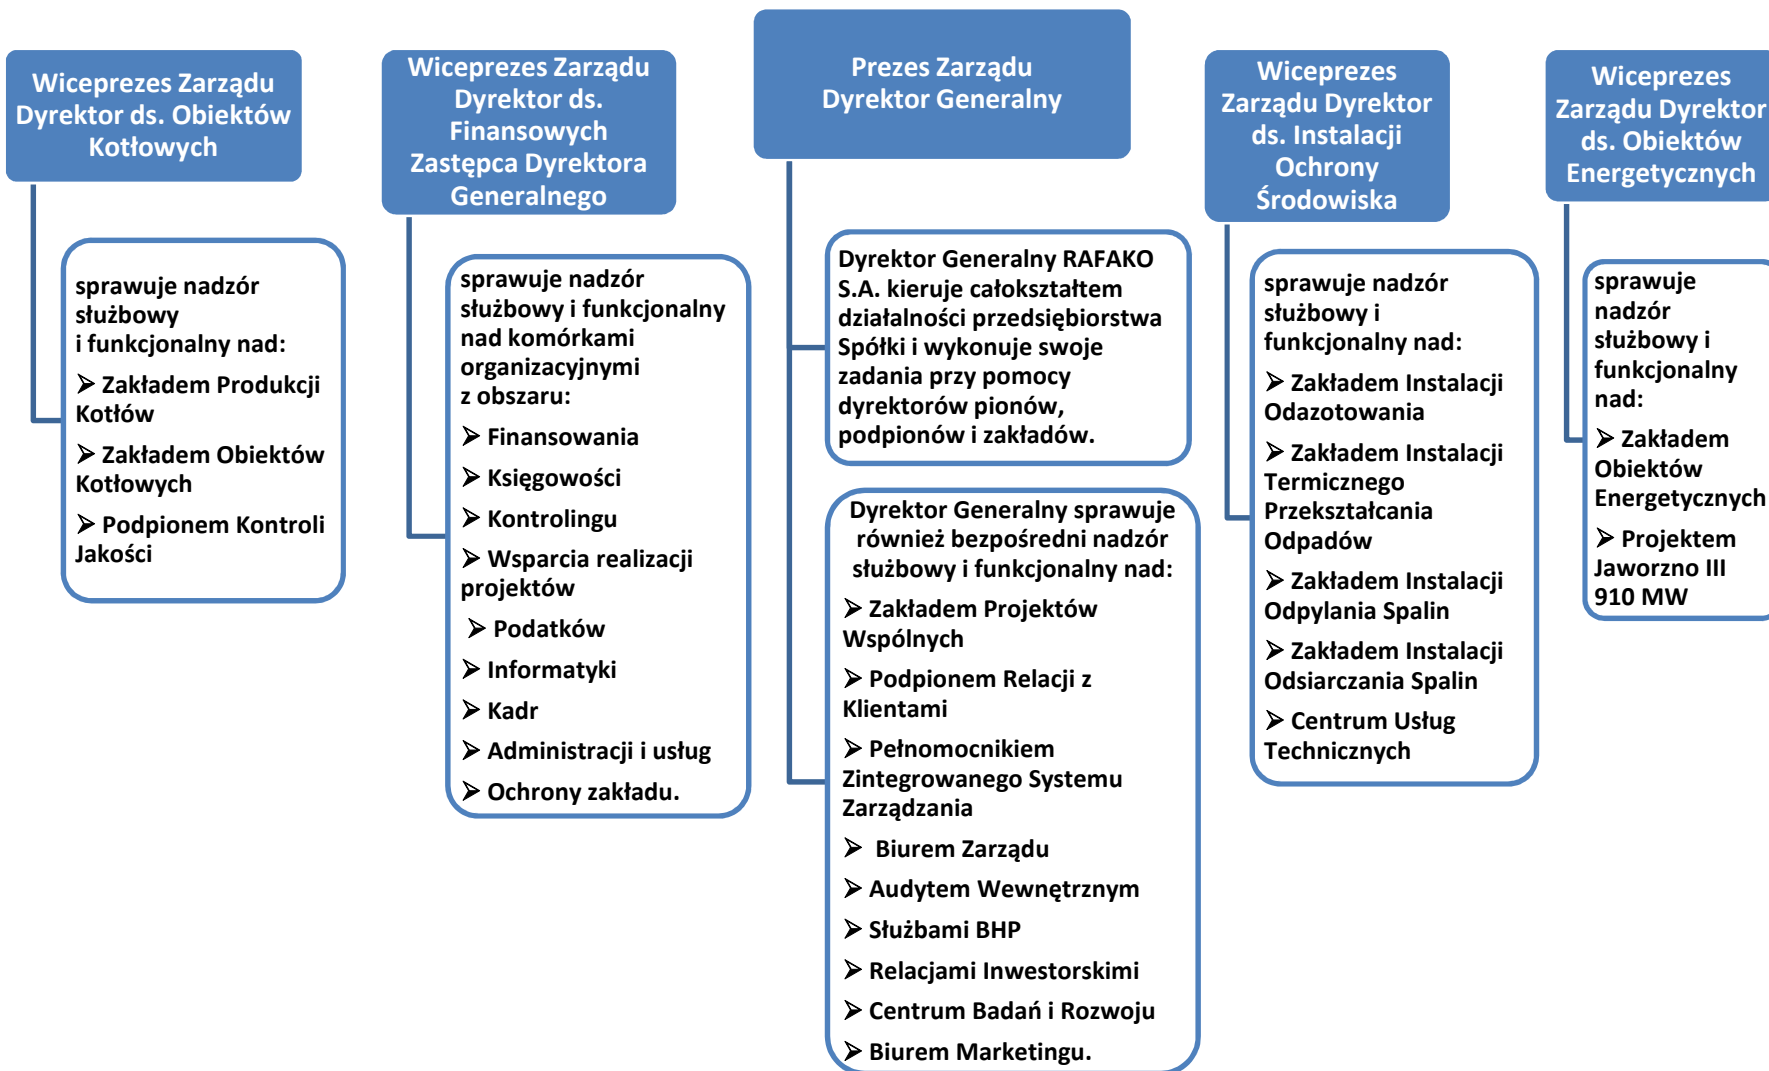 Wiceprezes Zarządu
Dyrektor ds. Obiektów
Kotłowych
sprawuje nadzór
służbowy
i funkcjonalny nad:
➢ Zakładem Produkcji
Kotłów
➢ Zakładem Obiektów
Kotłowych
➢ Podpionem Kontroli
Jakości
Wiceprezes Zarządu
Dyrektor ds.
Finansowych
Zastępca Dyrektora
Generalnego
sprawuje nadzór
służbowy i funkcjonalny
nad komórkami
organizacyjnymi
z obszaru:
➢ Finansowania
➢ Księgowości
➢ Kontrolingu
➢ Wsparcia realizacji
projektów
➢ Podatków
➢ Informatyki
➢ Kadr
➢ Administracji i usług
➢ Ochrony zakładu.
Prezes Zarządu
Dyrektor Generalny
Dyrektor Generalny RAFAKO
S.A. kieruje całokształtem
działalności przedsiębiorstwa
Spółki i wykonuje swoje
zadania przy pomocy
dyrektorów pionów,
podpionów i zakładów.
Dyrektor Generalny sprawuje
również bezpośredni nadzór
służbowy i funkcjonalny nad:
➢ Zakładem Projektów
Wspólnych
➢ Podpionem Relacji z
Klientami
➢ Pełnomocnikiem
Zintegrowanego Systemu
Zarządzania
➢ Biurem Zarządu
➢ Audytem Wewnętrznym
➢ Służbami BHP
➢ Relacjami Inwestorskimi
➢ Centrum Badań i Rozwoju
➢ Biurem Marketingu.
Wiceprezes
Zarządu Dyrektor
ds. Instalacji
Ochrony
Środowiska
sprawuje nadzór
służbowy i
funkcjonalny nad:
➢ Zakładem Instalacji
Odazotowania
➢ Zakładem Instalacji
Termicznego
Przekształcania
Odpadów
➢ Zakładem Instalacji
Odpylania Spalin
➢ Zakładem Instalacji
Odsiarczania Spalin
➢ Centrum Usług
Technicznych
Wiceprezes
Zarządu Dyrektor
ds. Obiektów
Energetycznych
sprawuje
nadzór
służbowy i
funkcjonalny
nad:
➢ Zakładem
Obiektów
Energetycznych
➢ Projektem
Jaworzno III
910 MW